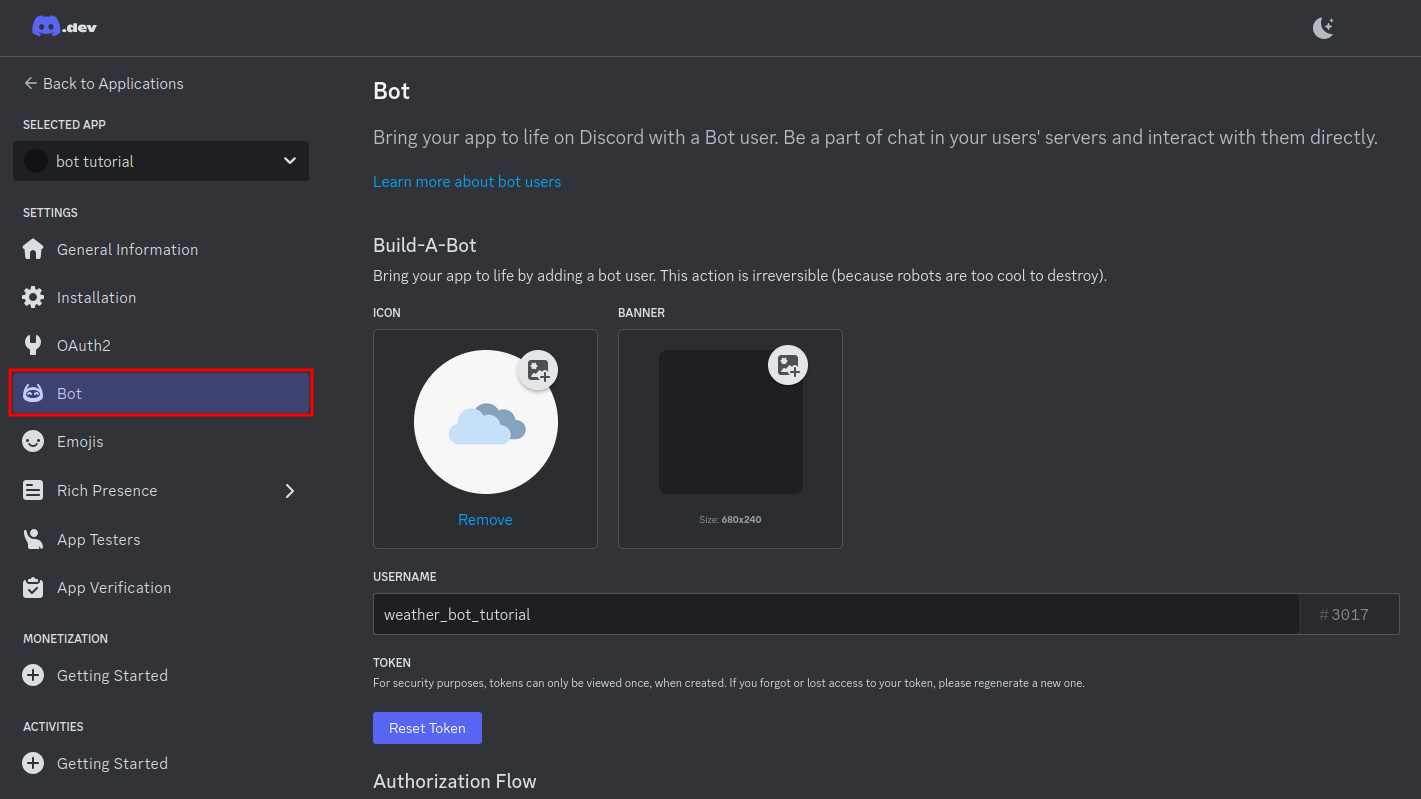 .dev
Back to Applications
SELECTED APP
bot tutorial
SETTINGS
General Information
Installation
OAuth2
Bot
Emojis
Rich Presence
App Testers
App Verification
MONETIZATION
Getting Started
ACTIVITIES
Getting Started
Bot
Bring your app to life on Discord with a Bot user. Be a part of chat in your users' servers and interact with them directly.
Learn more about bot users
Build-A-Bot
Bring your app to life by adding a bot user. This action is irreversible (because robots are too cool to destroy).
ICON
BANNER
Remove
Size: 680x240
USERNAME
weather_bot_tutorial
#3017
TOKEN
For security purposes, tokens can only be viewed once, when created. If you forgot or lost access to your token, please regenerate a new one.
Reset Token
Authorization Flow